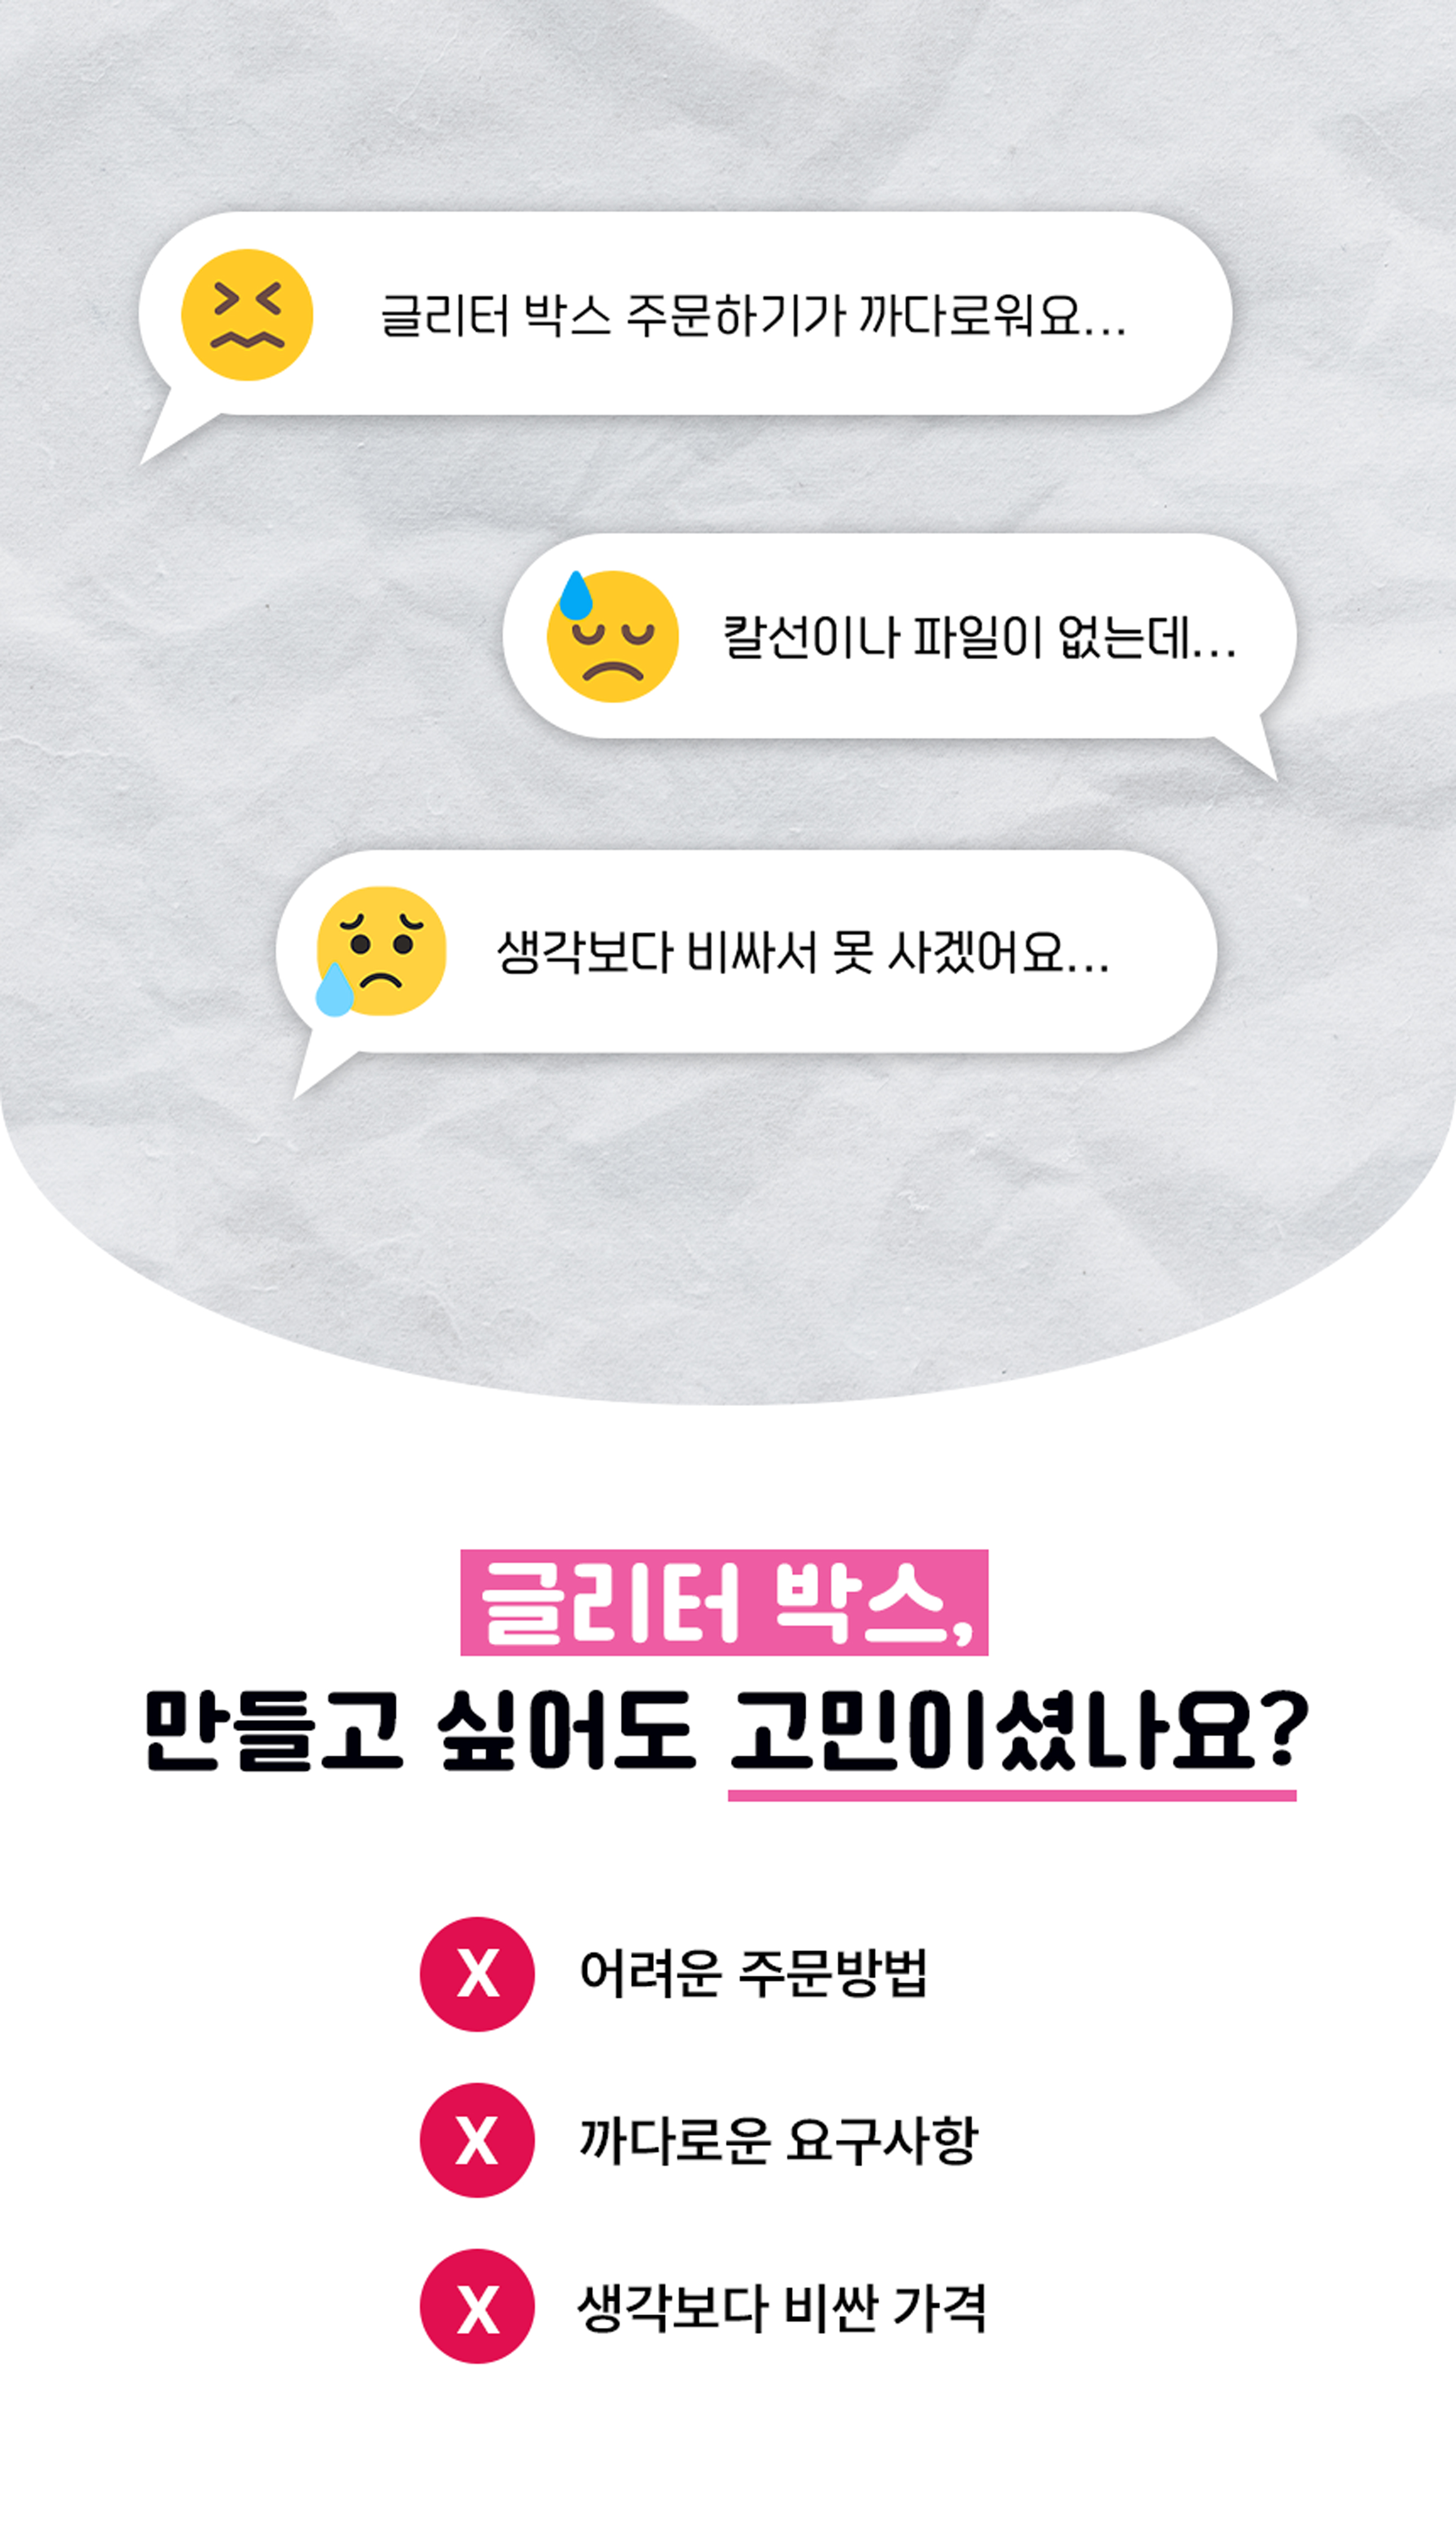 글리터 박스 주문하기가 까다로워요...
칼선이나 파일이 없는데...
생각보다 비싸서 못 사겠어요...
글리터 박스,
만들고 싶어도 고민이셨나요?
X 어려운 주문방법
X 까다로운 요구사항
X 생각보다 비싼 가격